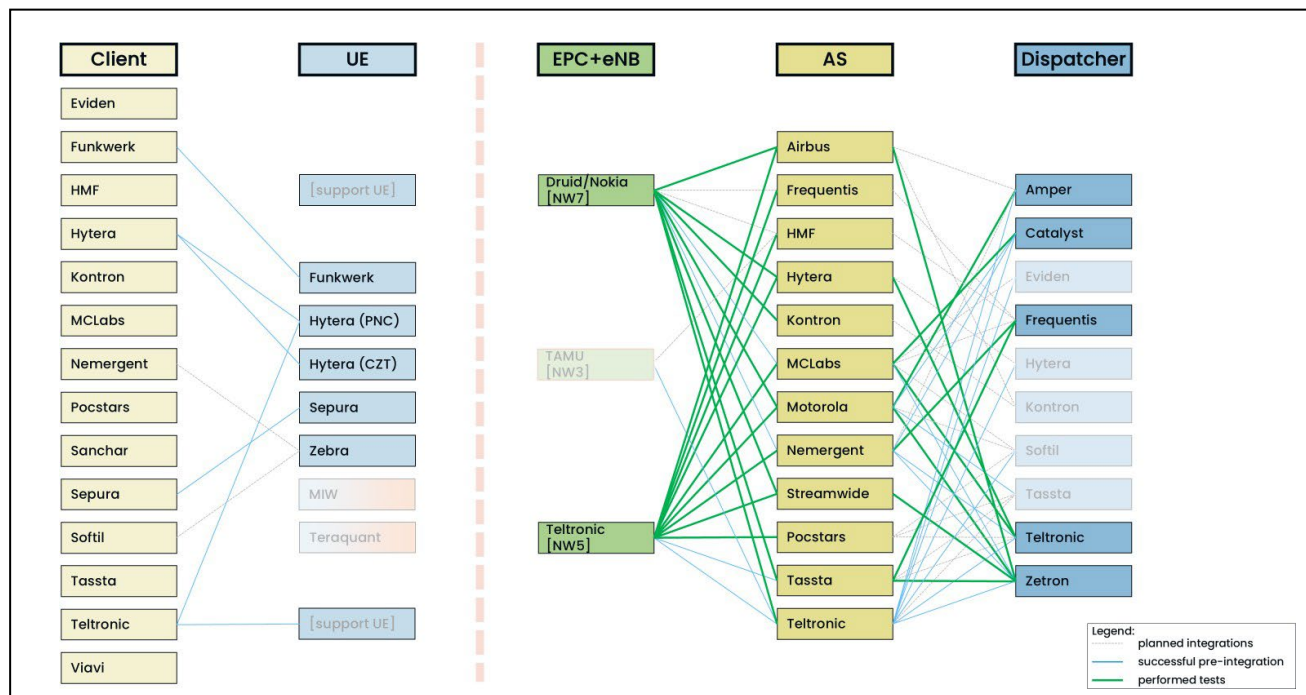 Client
Eviden
Funkwerk
HMF
Hytera
Kontron
MCLabs
Nemergent
Pocstars
Sanchar
Sepura
Softil
Tassta
Teltronic
Viavi
UE
[support UE]
Funkwerk
Hytera (PNC)
Hytera (CZT)
Sepura
Zebra
MIW
Teraquant
[support UE]
EPC+eNB
Druid/Nokia
[NW7]
TAMU
[NW3]
Teltronic
[NW5]
AS
Airbus
Frequentis
HMF
Hytera
Kontron
MCLabs
Motorola
Nemergent
Streamwide
Pocstars
Tassta
Teltronic
Dispatcher
Amper
Catalyst
Eviden
Frequentis
Hytera
Kontron
Softil
Tassta
Teltronic
Zetron
Legend:
planned integrations
successful pre-integration
performed tests